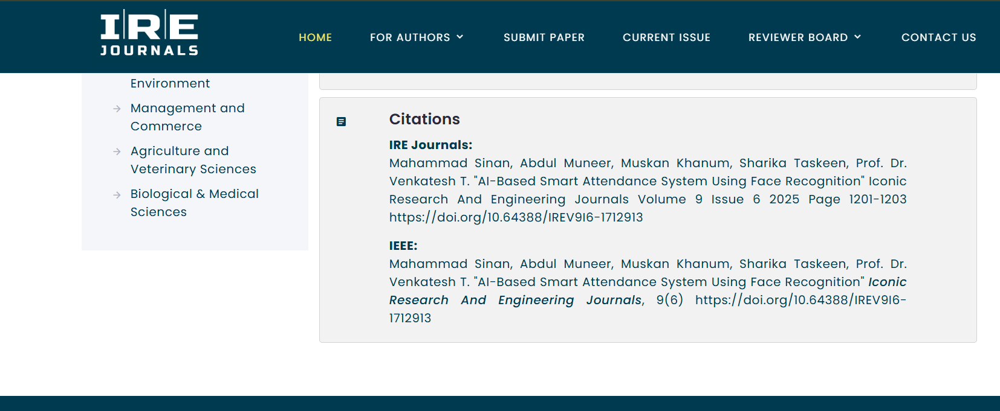 IRE
JOURNALS
HOME
FOR AUTHORS
SUBMIT PAPER
CURRENT ISSUE
REVIEWER BOARD
CONTACT US
Environment
Management and
Commerce
Agriculture and
Veterinary Sciences
Biological & Medical
Sciences
Citations
IRE Journals:
Mahammad Sinan, Abdul Muneer, Muskan Khanum, Sharika Taskeen, Prof. Dr.
Venkatesh T. "AI-Based Smart Attendance System Using Face Recognition" Iconic
Research And Engineering Journals Volume 9 Issue 6 2025 Page 1201-1203
https://doi.org/10.64388/IREV9I6-1712913
IEEE:
Mahammad Sinan, Abdul Muneer, Muskan Khanum, Sharika Taskeen, Prof. Dr.
Venkatesh T. "AI-Based Smart Attendance System Using Face Recognition" Iconic
Research And Engineering Journals, 9(6) https://doi.org/10.64388/IREV9I6-
1712913